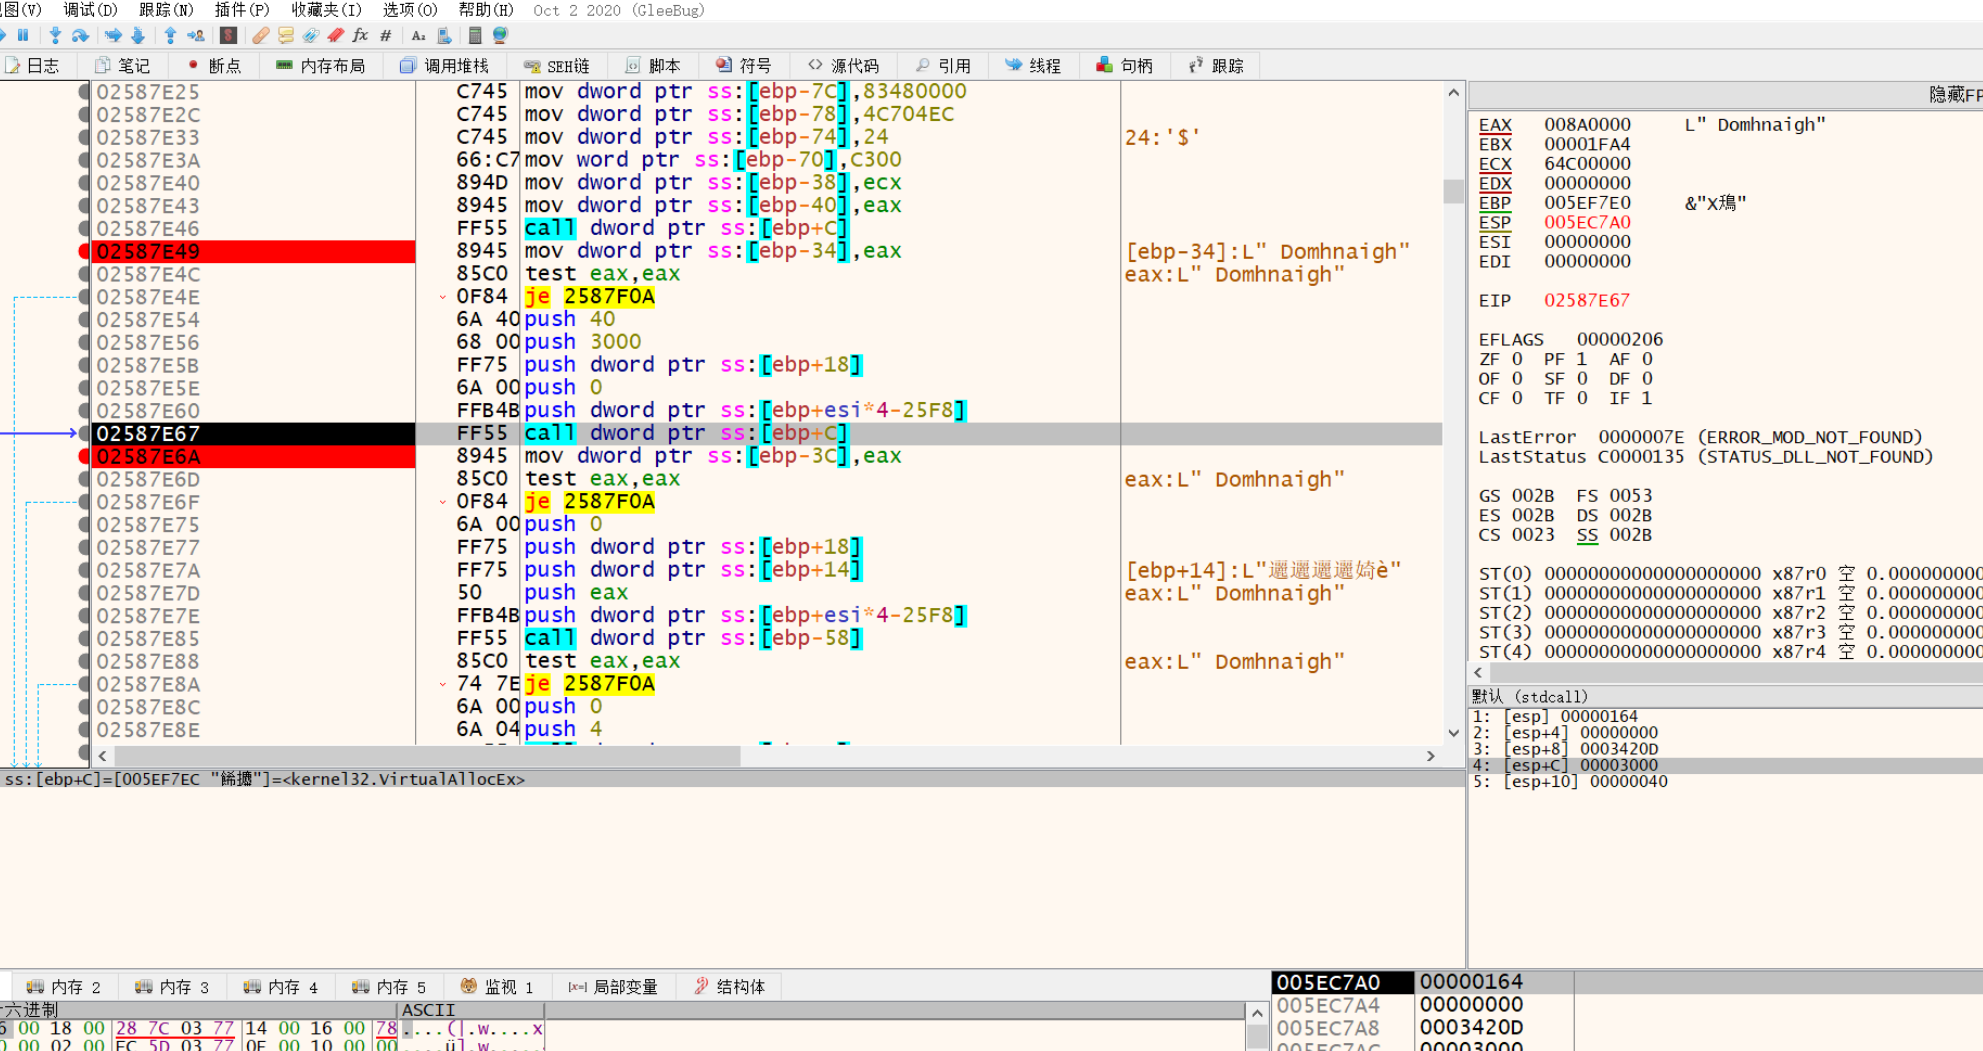 图(V) 调试(D) 跟踪(N) 插件(P) 收藏夹(I) 选项(O) 帮助(H) Oct 2 2020 (GleeBug)
日志 笔记 断点 内存布局 调用堆栈 SEH链 脚本 符号 源代码 引用 线程 句柄 跟踪
02587E25 C745 mov dword ptr ss:[ebp-7C],83480000
02587E2C C745 mov dword ptr ss:[ebp-78],4C704EC
02587E33 C745 mov dword ptr ss:[ebp-74],24 24:'$'
02587E3A 66:C7 mov word ptr ss:[ebp-70],C300
02587E40 894D mov dword ptr ss:[ebp-38],ecx
02587E43 8945 mov dword ptr ss:[ebp-40],eax
02587E46 FF55 call dword ptr ss:[ebp+C]
02587E49 8945 mov dword ptr ss:[ebp-34],eax [ebp-34]:L" Domhnaigh"
02587E4C 85C0 test eax,eax eax:L" Domhnaigh"
02587E4E 0F84 je 2587F0A
02587E54 6A 40 push 40
02587E56 68 00 push 3000
02587E5B FF75 push dword ptr ss:[ebp+18]
02587E5E 6A 00 push 0
02587E60 FFB4B push dword ptr ss:[ebp+esi*4-25F8]
02587E67 FF55 call dword ptr ss:[ebp+C]
02587E6A 8945 mov dword ptr ss:[ebp-3C],eax
02587E6D 85C0 test eax,eax eax:L" Domhnaigh"
02587E6F 0F84 je 2587F0A
02587E75 6A 00 push 0
02587E77 FF75 push dword ptr ss:[ebp+18]
02587E7A FF75 push dword ptr ss:[ebp+14] [ebp+14]:L"邐邐邐邐婍è"
02587E7D 50 push eax eax:L" Domhnaigh"
02587E7E FFB4B push dword ptr ss:[ebp+esi*4-25F8]
02587E85 FF55 call dword ptr ss:[ebp-58]
02587E88 85C0 test eax,eax eax:L" Domhnaigh"
02587E8A 74 7E je 2587F0A
02587E8C 6A 00 push 0
02587E8E 6A 04 push 4
ss:[ebp+C]=[005EF7EC]=<kernel32.VirtualAllocEx>
隐藏FP
EAX 008A0000 L" Domhnaigh"
EBX 00001FA4
ECX 64C00000
EDX 00000000
EBP 005EF7E0 &"X鴉"
ESP 005EC7A0
ESI 00000000
EDI 00000000
EIP 02587E67
EFLAGS 00000206
ZF 0 PF 1 AF 0
OF 0 SF 0 DF 0
CF 0 TF 0 IF 1
LastError 0000007E (ERROR_MOD_NOT_FOUND)
LastStatus C0000135 (STATUS_DLL_NOT_FOUND)
GS 002B FS 0053
ES 002B DS 002B
CS 0023 SS 002B
ST(0) 00000000000000000000 x87r0 空 0.000000000
ST(1) 00000000000000000000 x87r1 空 0.000000000
ST(2) 00000000000000000000 x87r2 空 0.000000000
ST(3) 00000000000000000000 x87r3 空 0.000000000
ST(4) 00000000000000000000 x87r4 空 0.000000000
默认 (stdcall)
1: [esp] 00000164
2: [esp+4] 00000000
3: [esp+8] 0003420D
4: [esp+C] 00003000
5: [esp+10] 00000040
内存 2 内存 3 内存 4 内存 5 监视 1 [x=] 局部变量 结构体
六进制 ASCII
6 00 18 00 28 7C 03 77 14 00 16 00 78 ....(|.w....x
0 00 02 00 EC 5D 03 77 0E 00 10 00 00
005EC7A0 00000164
005EC7A4 00000000
005EC7A8 0003420D
005EC7AC 00003000